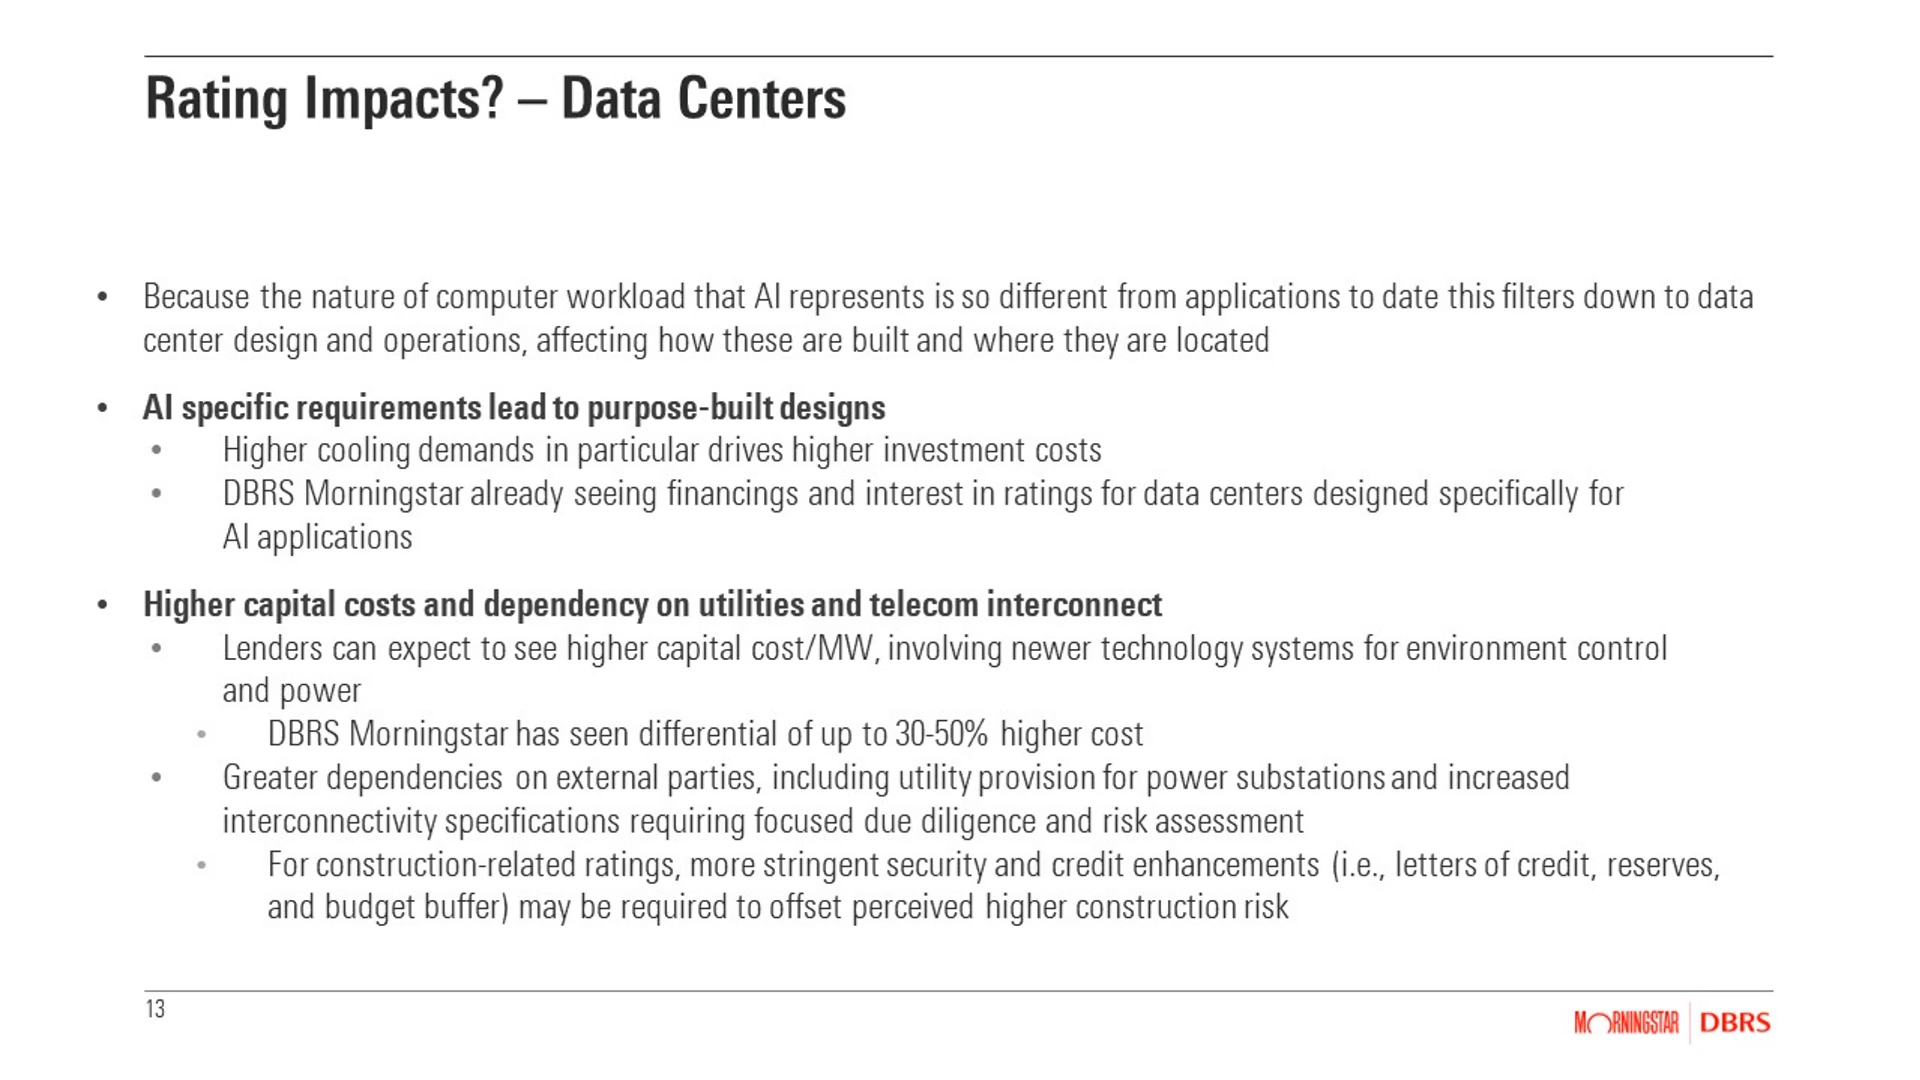 Rating Impacts? – Data Centers
• Because the nature of computer workload that AI represents is so different from applications to date this filters down to data
center design and operations, affecting how these are built and where they are located
• AI specific requirements lead to purpose-built designs
• Higher cooling demands in particular drives higher investment costs
• DBRS Morningstar already seeing financings and interest in ratings for data centers designed specifically for
AI applications
• Higher capital costs and dependency on utilities and telecom interconnect
• Lenders can expect to see higher capital cost/MW, involving newer technology systems for environment control
and power
• DBRS Morningstar has seen differential of up to 30-50% higher cost
• Greater dependencies on external parties, including utility provision for power substations and increased
interconnectivity specifications requiring focused due diligence and risk assessment
• For construction-related ratings, more stringent security and credit enhancements (i.e., letters of credit, reserves,
and budget buffer) may be required to offset perceived higher construction risk
13
MORNINGSTAR | DBRS